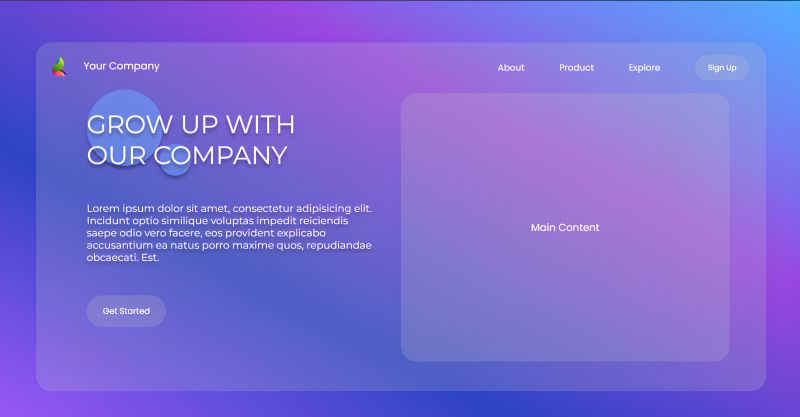 Your Company
About
Product
Explore
Sign Up
GROW UP WITH
OUR COMPANY
Lorem ipsum dolor sit amet, consectetur adipisicing elit.
Incidunt optio similique voluptas impedit reiciendis
saepe odio vero facere, eos provident explicabo
accusantium ea natus porro maxime quos, repudiandae
obcaecati. Est.
Get Started
Main Content